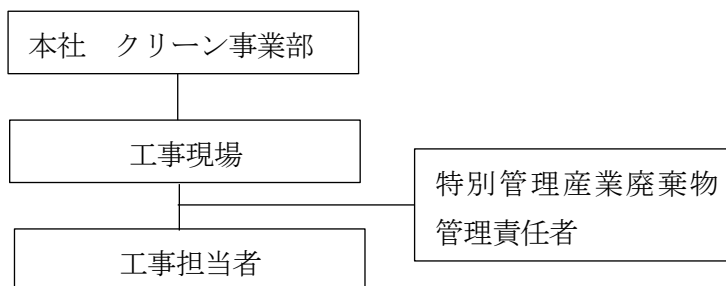 本社　クリーン事業部
工事現場
特別管理産業廃棄物
管理責任者
工事担当者